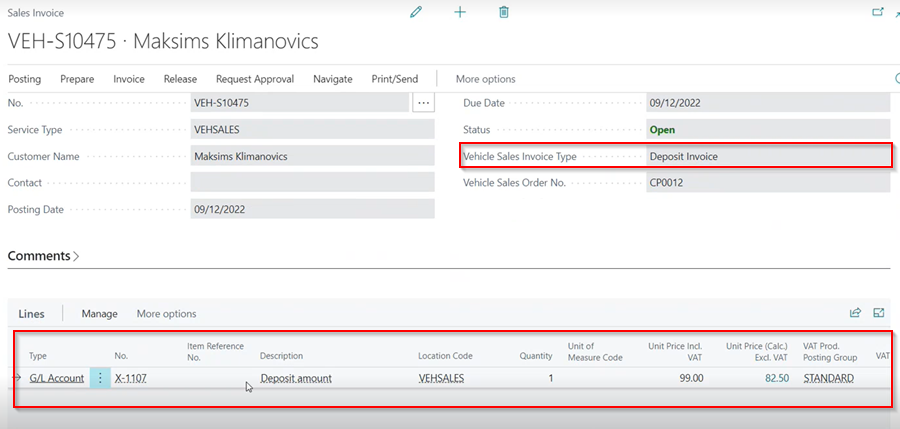 Sales Invoice
VEH-S10475 · Maksims Klimanovics
Posting Prepare Invoice Release Request Approval Navigate Print/Send More options
No. VEH-S10475 ... Due Date 09/12/2022
Service Type VEHSALES Status Open
Customer Name Maksims Klimanovics Vehicle Sales Invoice Type Deposit Invoice
Contact Vehicle Sales Order No. CP0012
Posting Date 09/12/2022
Comments
Lines Manage More options
Type No. Item Reference No. Description Location Code Quantity Unit of Measure Code Unit Price Incl. VAT Unit Price (Calc.) Excl. VAT VAT Prod. Posting Group VAT
G/L Account X-1107 Deposit amount VEHSALES 1 99.00 82.50 STANDARD